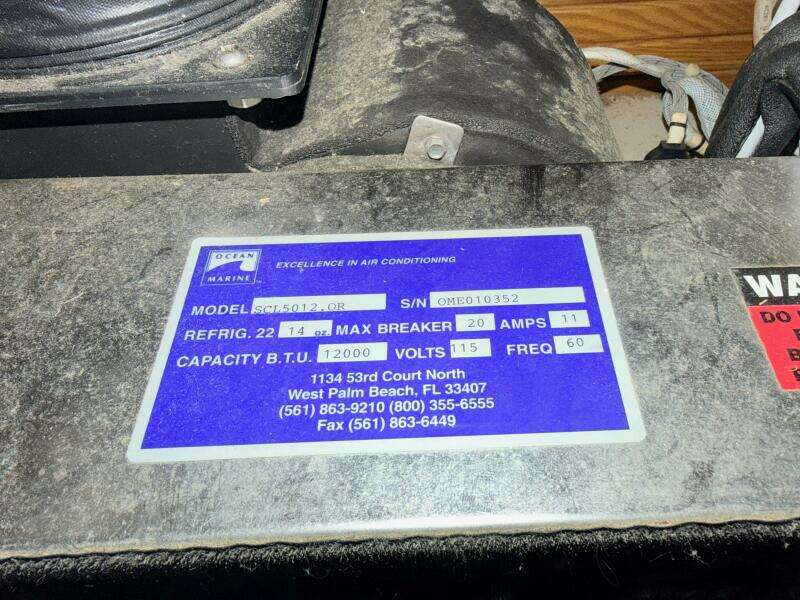 OCEAN
MARINE
EXCELLENCE IN AIR CONDITIONING
MODEL SCL5012.OR S/N OME010352
REFRIG. 22 14 oz. MAX BREAKER 20 AMPS 11
CAPACITY B.T.U. 12000 VOLTS 115 FREQ 60
1134 53rd Court North
West Palm Beach, FL 33407
(561) 863-9210 (800) 355-6555
Fax (561) 863-6449
WA
DO